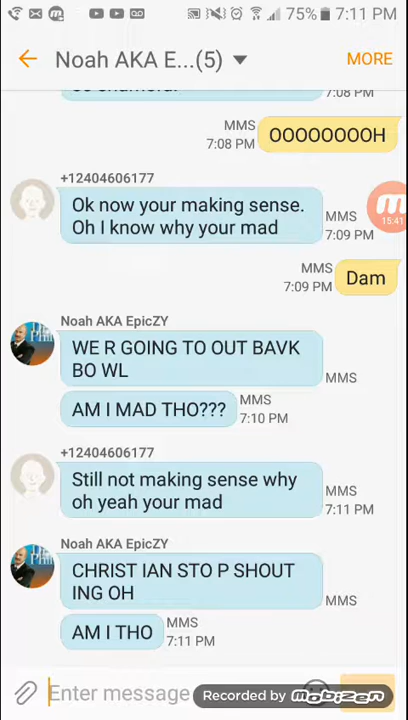 75% 7:11 PM
Noah AKA E...(5) MORE
7:08 PM
MMS
7:08 PM
OOOOOOOOH
+12404606177
Ok now your making sense.
Oh I know why your mad
MMS
7:09 PM
15:41
MMS
7:09 PM
Dam
Noah AKA EpicZY
WE R GOING TO OUT BAVK
BO WL
MMS
AM I MAD THO???
MMS
7:10 PM
+12404606177
Still not making sense why
oh yeah your mad
MMS
7:11 PM
Noah AKA EpicZY
CHRIST IAN STO P SHOUT
ING OH
MMS
AM I THO
MMS
7:11 PM
Enter message
Recorded by mobizen